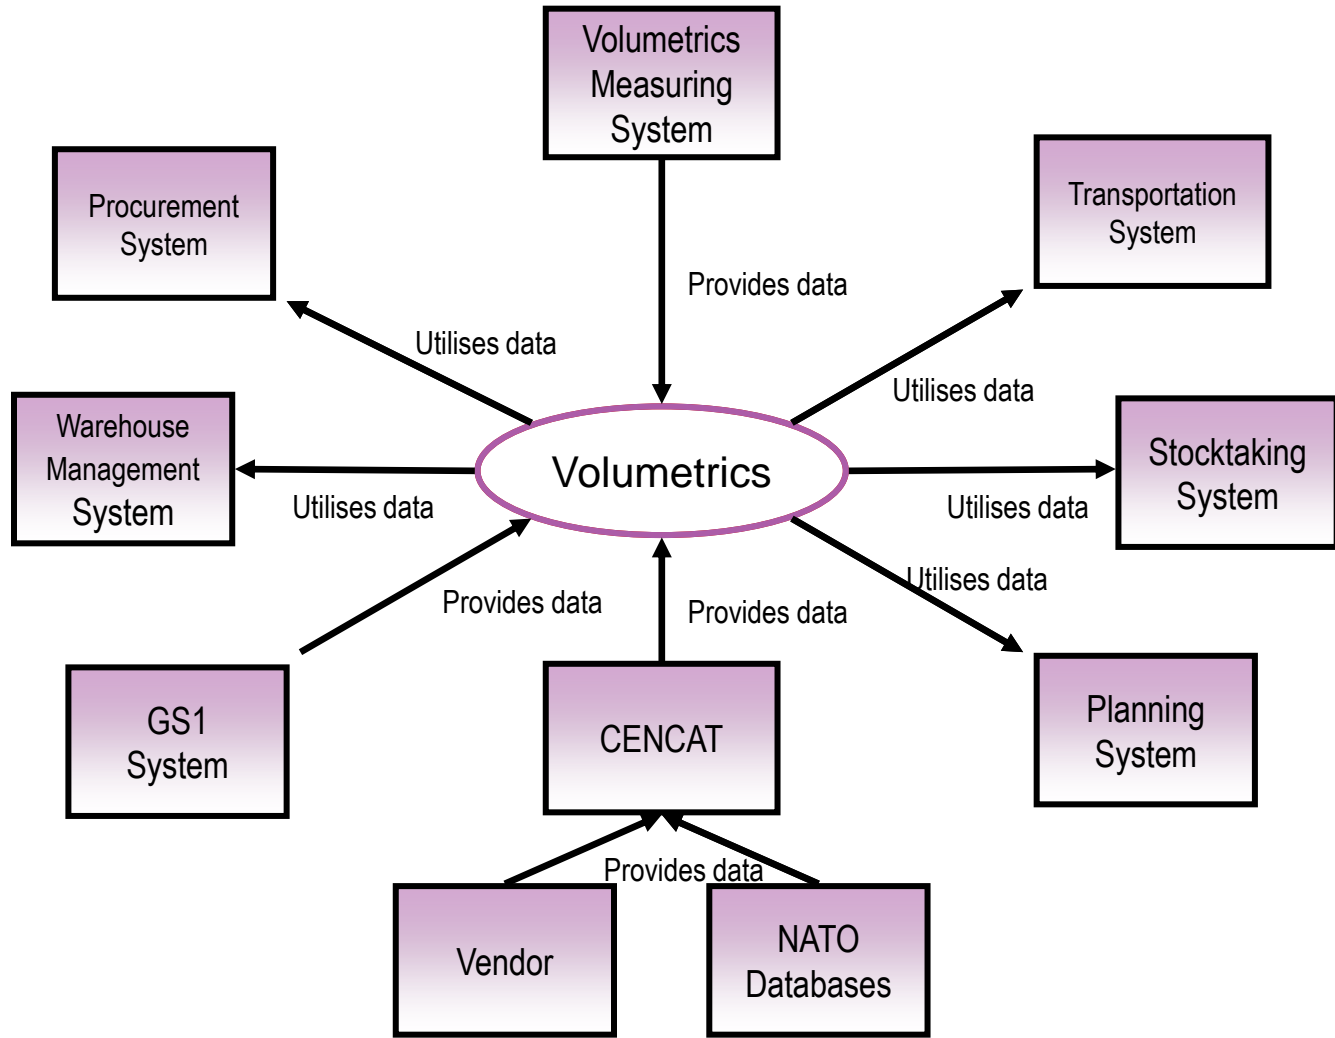 Volumetrics
Measuring
System
Procurement
System
Transportation
System
Provides data
Utilises data
Utilises data
Warehouse
Management
System
Volumetrics
Stocktaking
System
Utilises data
Utilises data
Provides data
Provides data
Utilises data
GS1
System
CENCAT
Planning
System
Provides data
Vendor
NATO
Databases